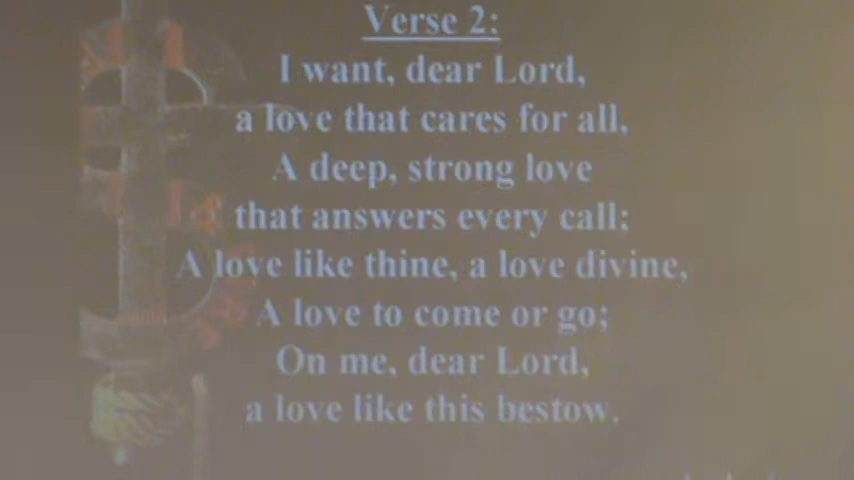 Verse 2:
I want, dear Lord,
a love that cares for all,
A deep, strong love
that answers every call;
A love like thine, a love divine,
A love to come or go;
On me, dear Lord,
a love like this bestow.